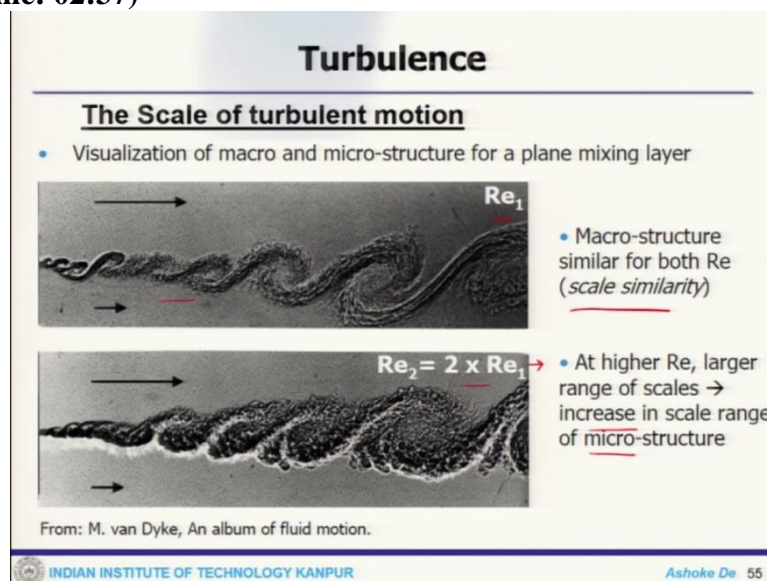 02:57)
Turbulence
The Scale of turbulent motion
• Visualization of macro and micro-structure for a plane mixing layer
Re₁
• Macro-structure
similar for both Re
(scale similarity)
Re₂= 2 x Re₁
• At higher Re, larger
range of scales →
increase in scale range
of micro-structure
From: M. van Dyke, An album of fluid motion.
INDIAN INSTITUTE OF TECHNOLOGY KANPUR
Ashoke De 55